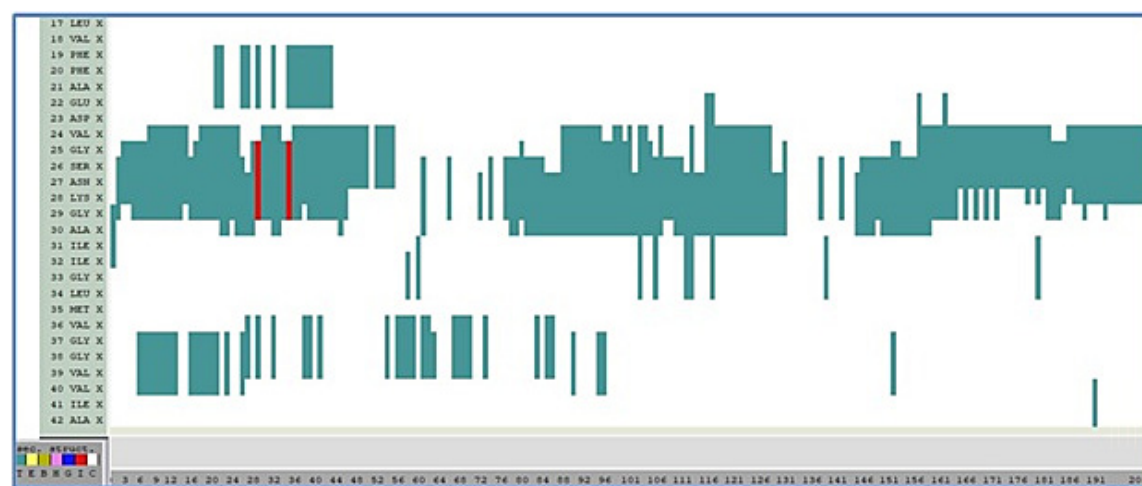 17 LEU X
18 VAL X
19 PHE X
20 PHE X
21 ALA X
22 GLU X
23 ASP X
24 VAL X
25 GLY X
26 SER X
27 ASN X
28 LYS X
29 GLY X
30 ALA X
31 ILE X
32 ILE X
33 GLY X
34 LEU X
35 MET X
36 VAL X
37 GLY X
38 GLY X
39 VAL X
40 VAL X
41 ILE X
42 ALA X
sec. struct.
T E B H G I C
3 6 9 12 16 20 24 28 32 36 40 44 48 52 56 60 64 68 72 76 80 84 88 92 96 101 106 111 116 121 126 131 136 141 146 151 156 161 166 171 176 181 186 191